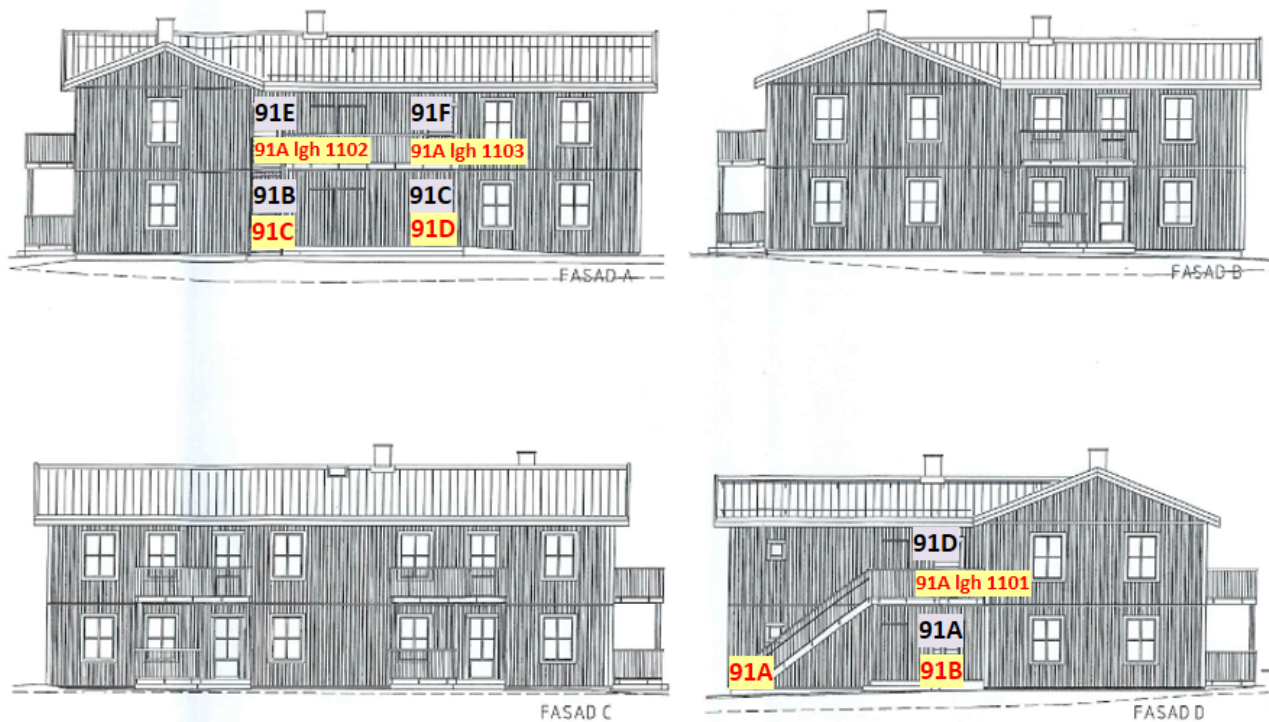 91E
91F
91A lgh 1102
91A lgh 1103
91B
91C
91C
91D
FASAD A
FASAD B
91D
91A lgh 1101
91A
91A
91B
FASAD C
FASAD D